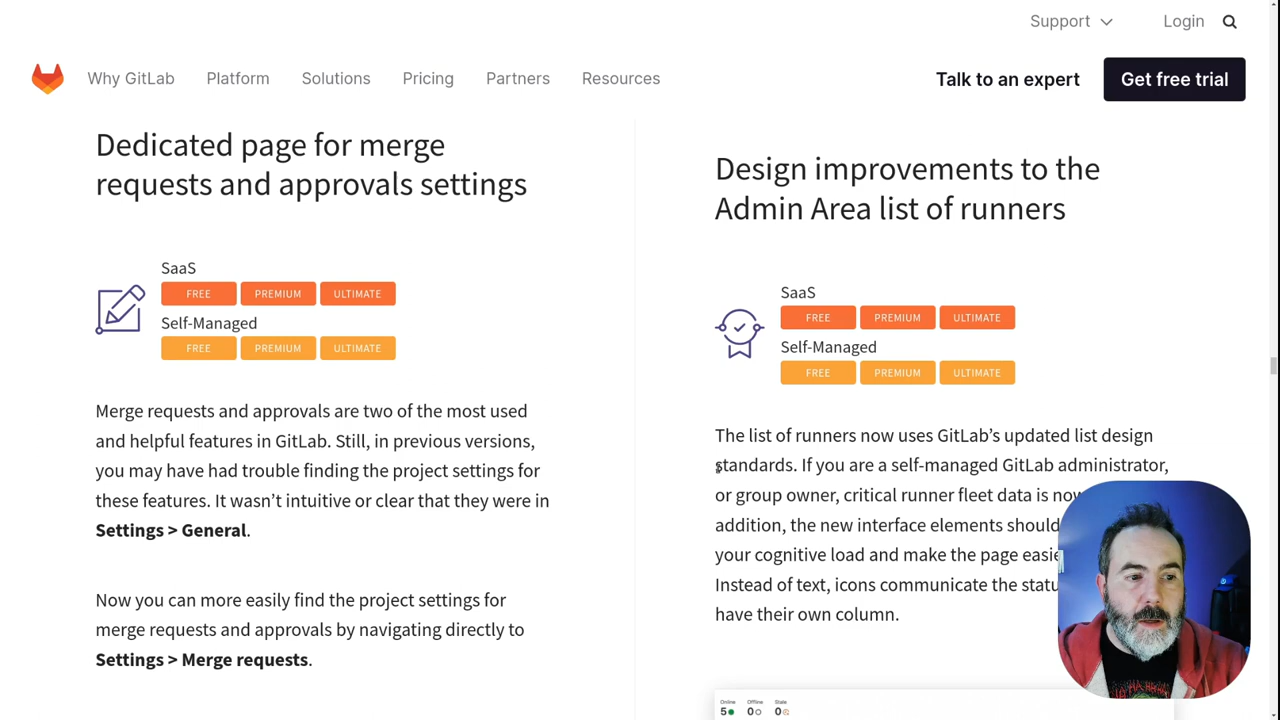 Support
Login
Why GitLab
Platform
Solutions
Pricing
Partners
Resources
Talk to an expert
Get free trial
Dedicated page for merge
requests and approvals settings
SaaS
FREE PREMIUM ULTIMATE
Self-Managed
FREE PREMIUM ULTIMATE
Merge requests and approvals are two of the most used
and helpful features in GitLab. Still, in previous versions,
you may have had trouble finding the project settings for
these features. It wasn’t intuitive or clear that they were in
Settings > General.
Now you can more easily find the project settings for
merge requests and approvals by navigating directly to
Settings > Merge requests.
Design improvements to the
Admin Area list of runners
SaaS
FREE PREMIUM ULTIMATE
Self-Managed
FREE PREMIUM ULTIMATE
The list of runners now uses GitLab’s updated list design
standards. If you are a self-managed GitLab administrator,
or group owner, critical runner fleet data is now
addition, the new interface elements should
your cognitive load and make the page
Instead of text, icons communicate the
have their own column.
Online Offline Stale
5 0 0